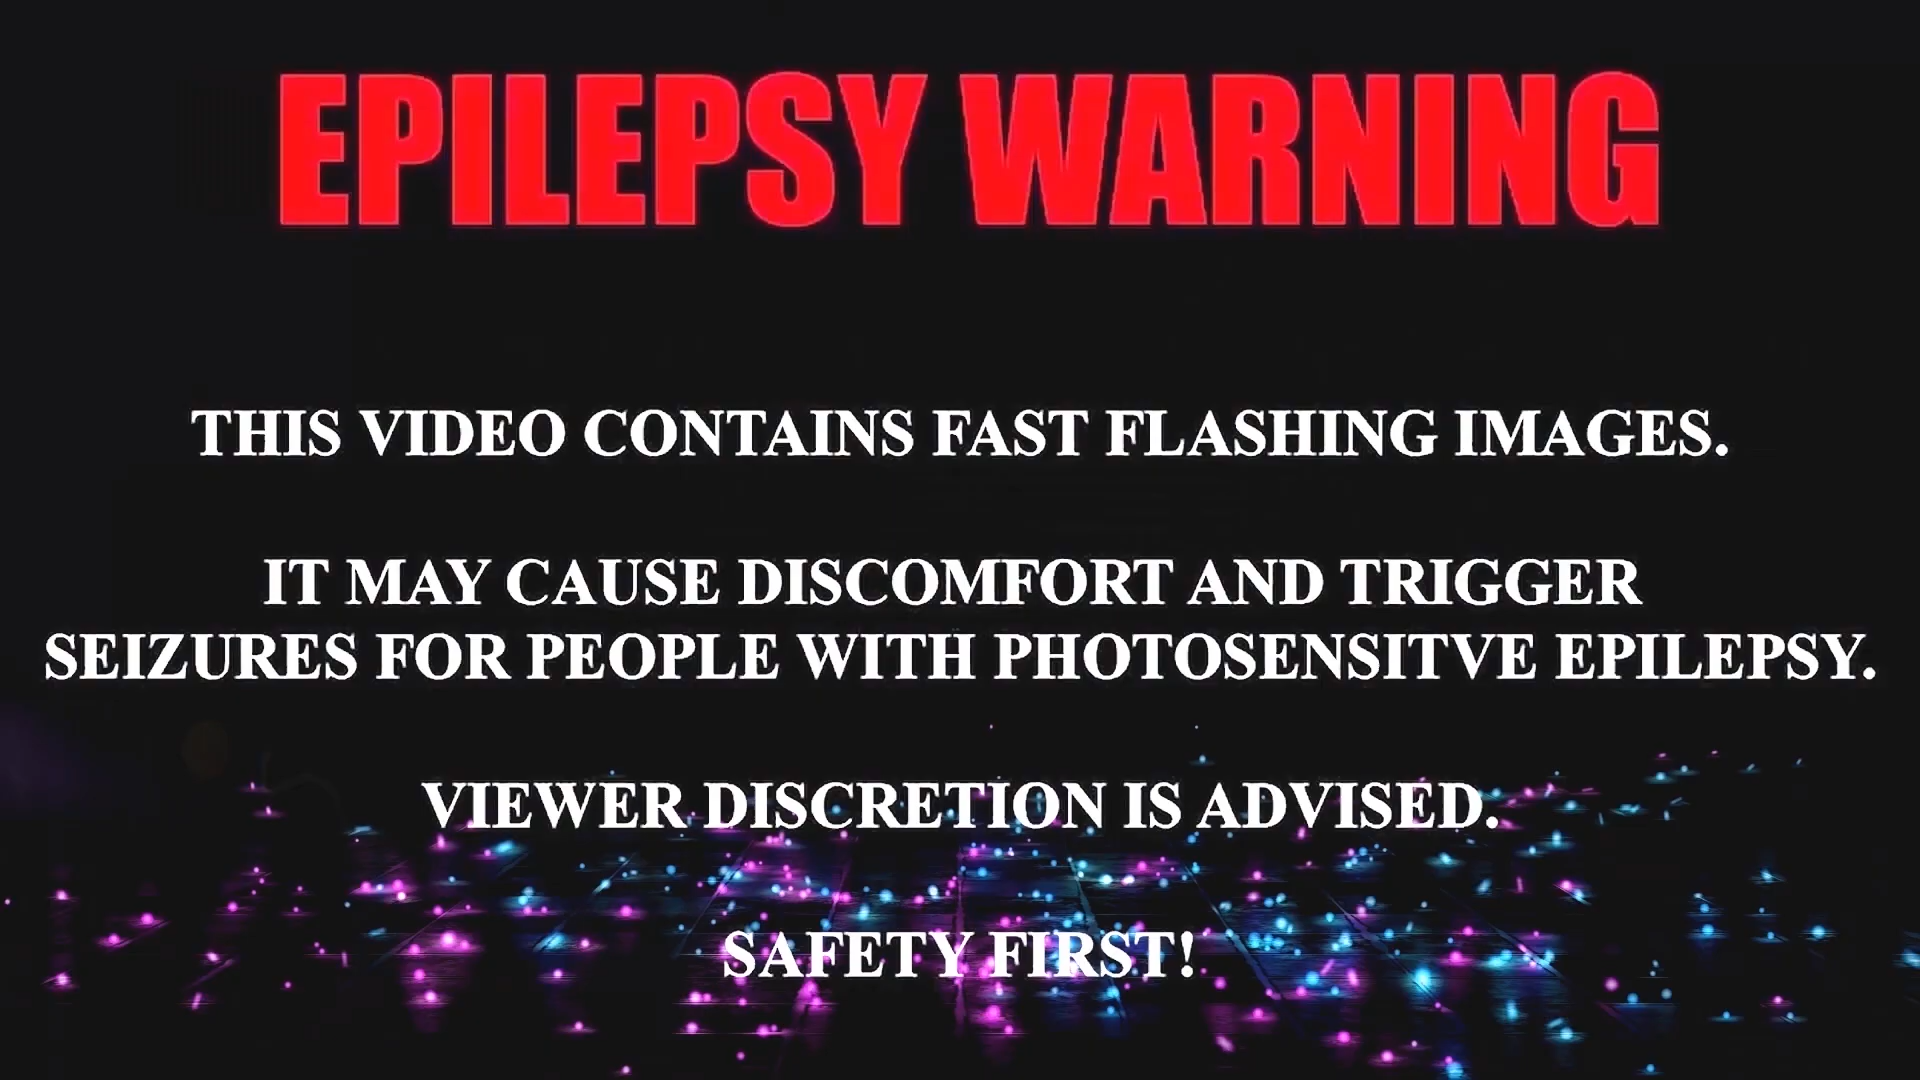 EPILEPSY WARNING
THIS VIDEO CONTAINS FAST FLASHING IMAGES.
IT MAY CAUSE DISCOMFORT AND TRIGGER
SEIZURES FOR PEOPLE WITH PHOTOSENSITVE EPILEPSY.
VIEWER DISCRETION IS ADVISED.
SAFETY FIRST!